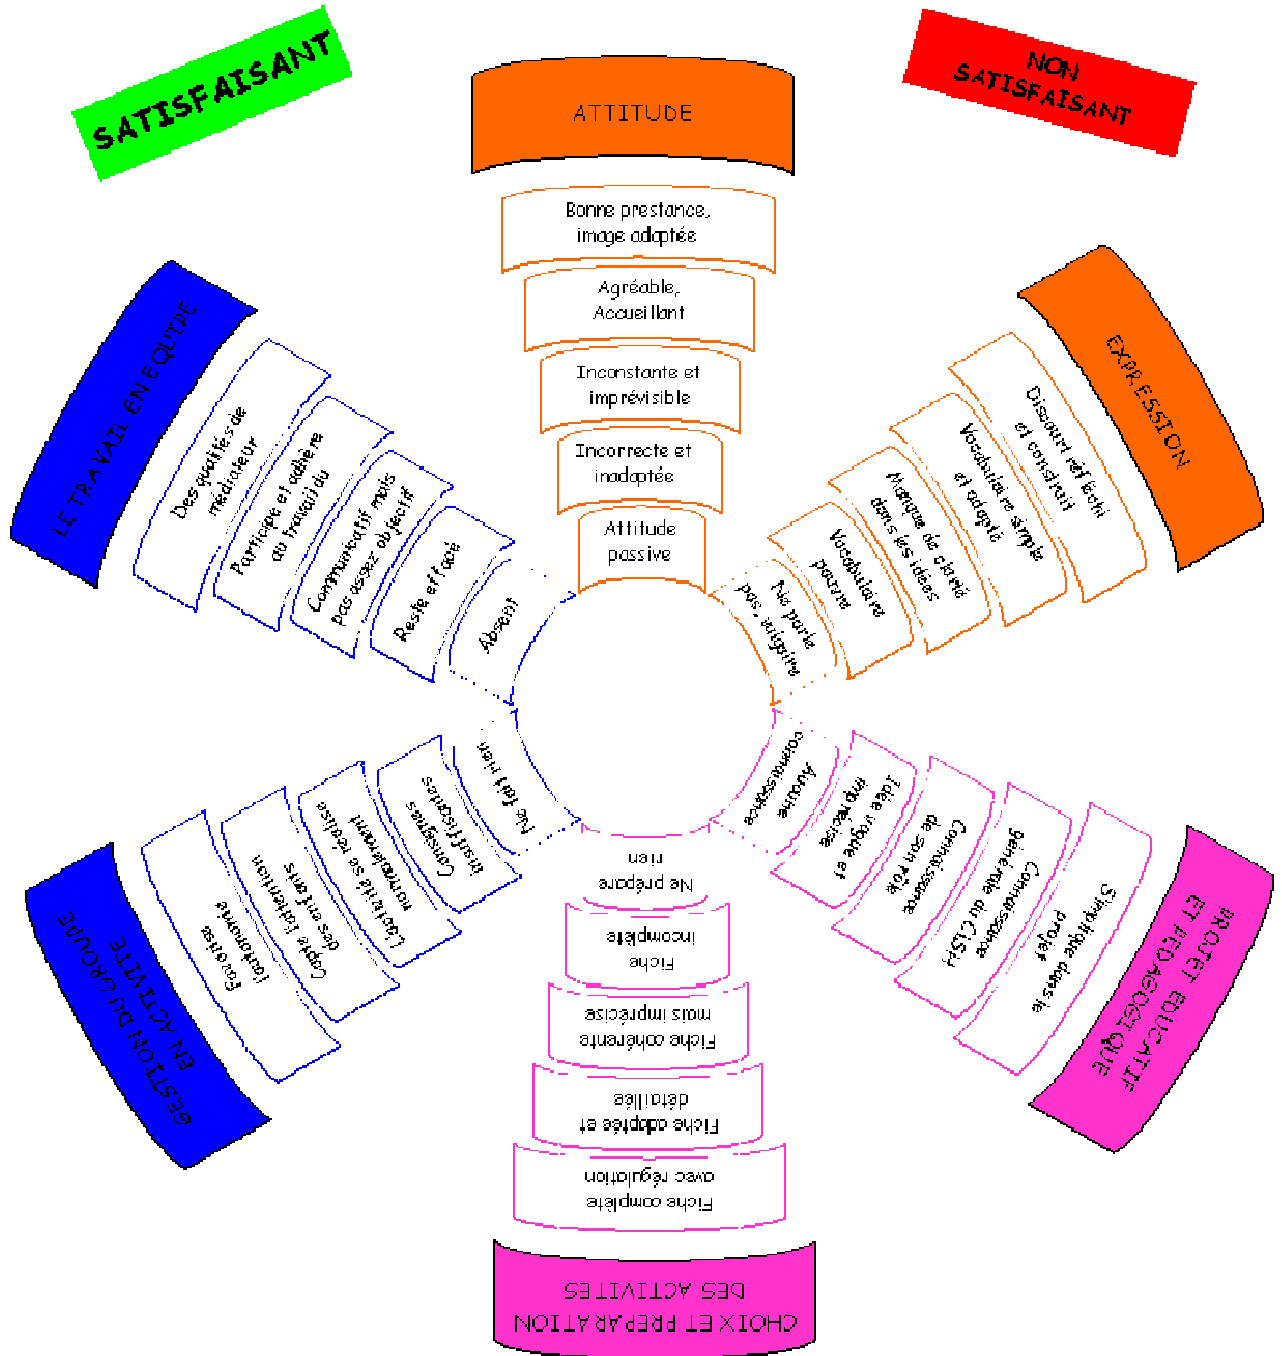 SATISFAISANT
NON
SATISFAISANT
ATTITUDE
Bonne prestance,
image adaptée
Agréable,
Accueillant
Inconstante et
imprévisible
Incorrecte et
inadaptée
Attitude
passive
EXPRESSION
Discourt réfléchi
et construit
Vocabulaire simple
et adapté
Manque de clarté
dans les idées
Vocabulaire
pauvre
Ne parle
pas, vulgaire
PROJET EDUCATIF
ET PEDAGOGIQUE
S'implique dans le
projet
Connaissance
générale du CLSH
Connaissance
de son rôle
Idée vague et
imprécise
Aucune
connaissance
CHOIX ET PREPARATION
DES ACTIVITES
Fiche complète
avec régulation
Fiche adaptée et
détaillée
Fiche cohérente
mais imprécise
Fiche
incomplète
Ne prépare
rien
GESTION DU GROUPE
EN ACTIVITE
Favorise
l'autonomie
Capte l'attention
des enfants
L'activité se réalise
normalement
Consignes
insuffisantes
Ne fait rien
LE TRAVAIL EN EQUIPE
Des qualités de
médiateur
Participe et adhère
au travail du
Communicatif mais
pas assez objectif
Reste effacé
Absent